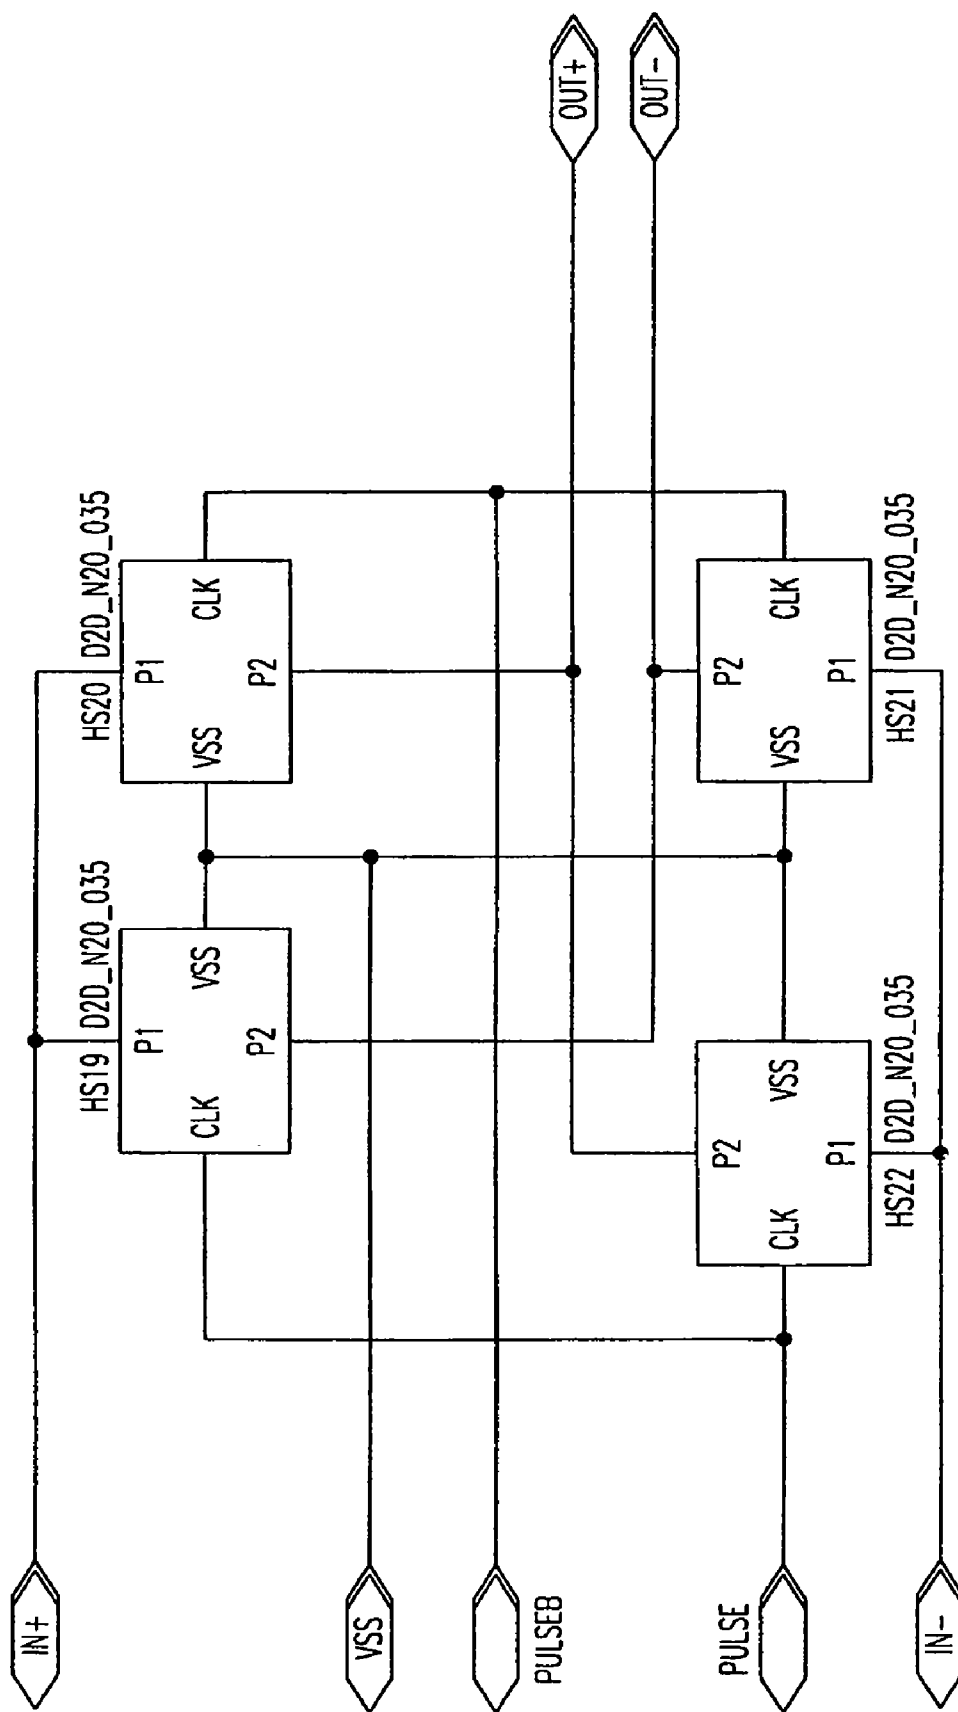 IN+
VSS
PULSEB
PULSE
IN-
HS19 D2D_N20_035
P1
CLK
VSS
P2
HS20 D2D_N20_035
P1
VSS
CLK
P2
P2
CLK
VSS
P1
HS22 D2D_N20_035
P2
VSS
CLK
P1
HS21 D2D_N20_035
OUT+
OUT-